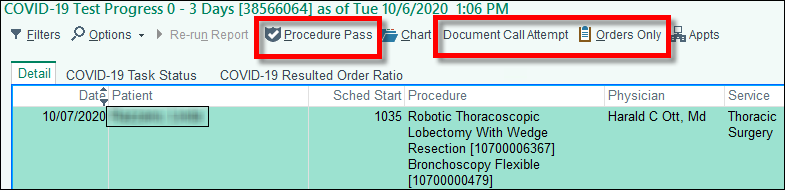 COVID-19 Test Progress 0 - 3 Days [38566064] as of Tue 10/6/2020 1:06 PM
Filters Options Re-run Report Procedure Pass Chart Document Call Attempt Orders Only Appts
Detail COVID-19 Task Status COVID-19 Resulted Order Ratio
Date Patient Sched Start Procedure Physician Service
10/07/2020 1035 Robotic Thoracoscopic Harald C Ott, Md Thoracic
Lobectomy With Wedge Surgery
Resection [10700006367]
Bronchoscopy Flexible
[10700000479]